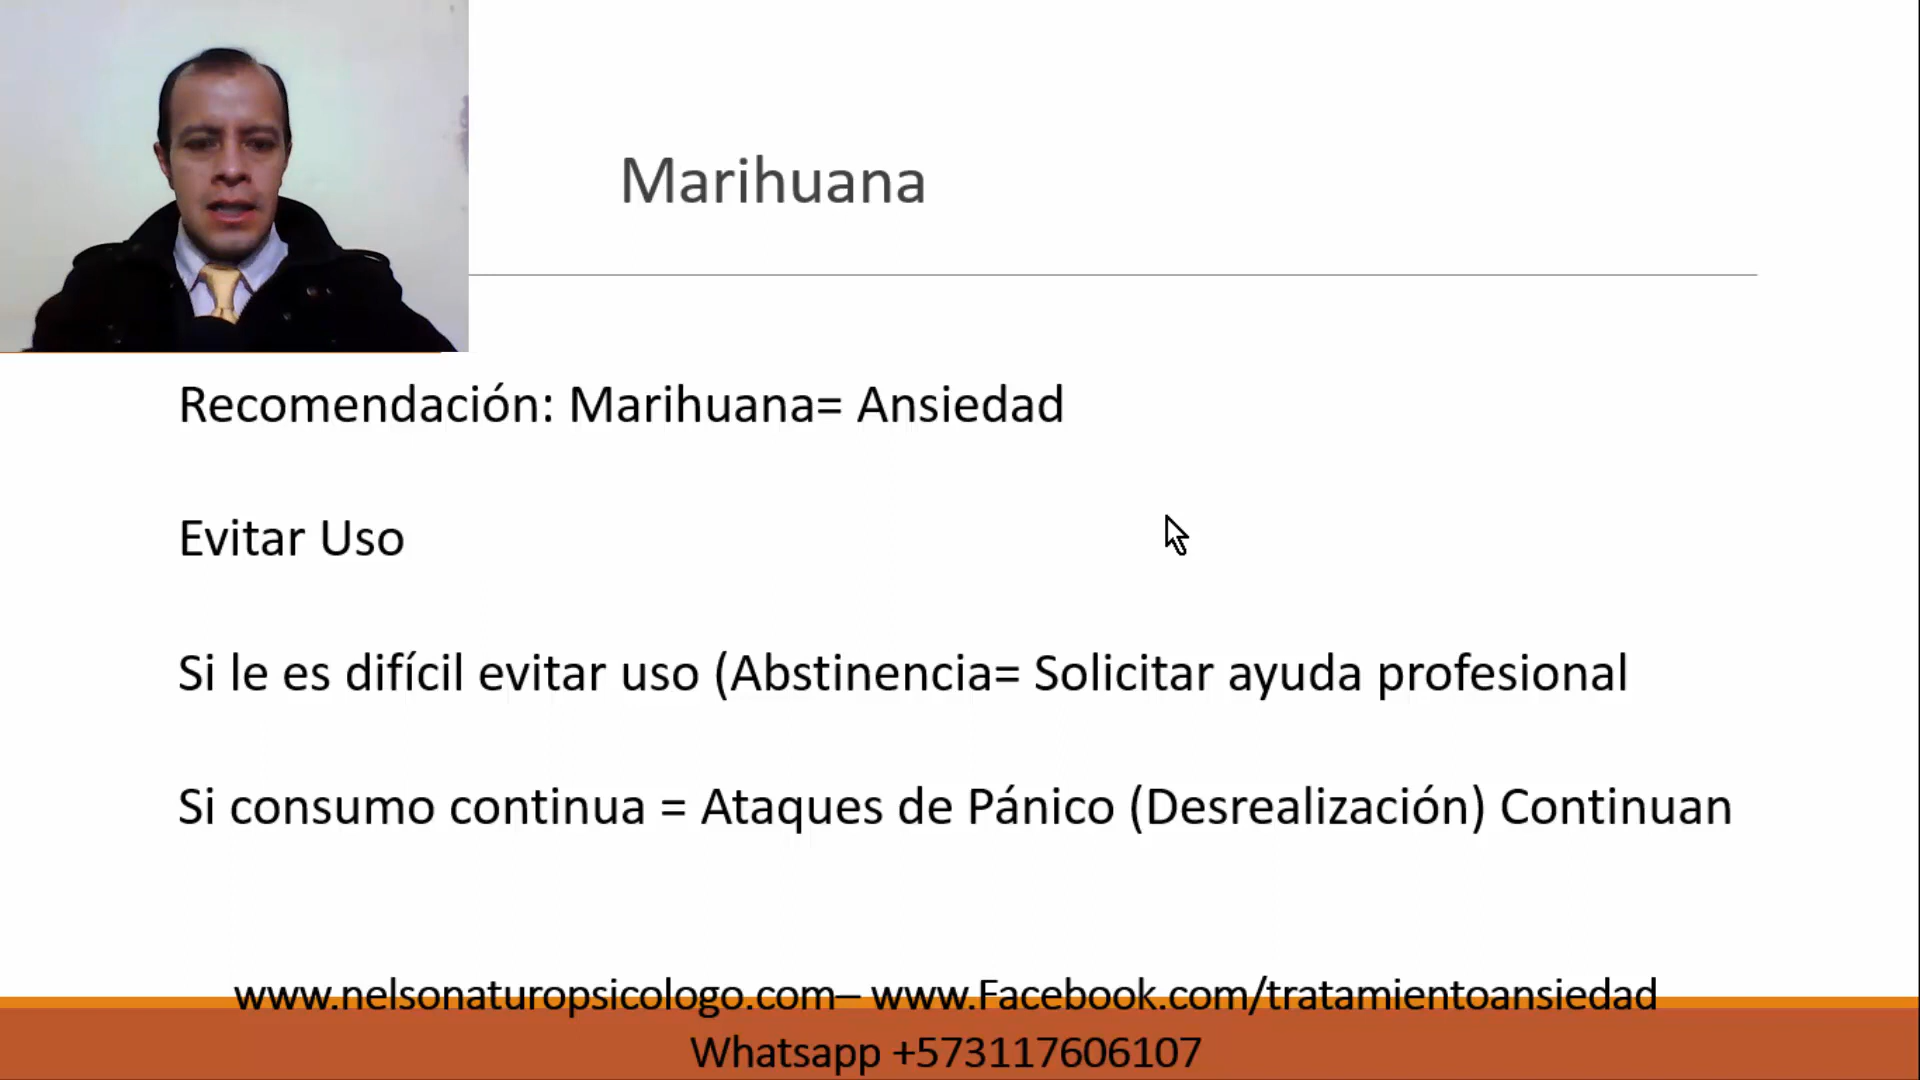 Marihuana
Recomendación: Marihuana= Ansiedad
Evitar Uso
Si le es difícil evitar uso (Abstinencia= Solicitar ayuda profesional
Si consumo continua = Ataques de Pánico (Desrealización) Continuan
www.nelsonaturopsicologo.com– www.Facebook.com/tratamientoansiedad
Whatsapp +573117606107